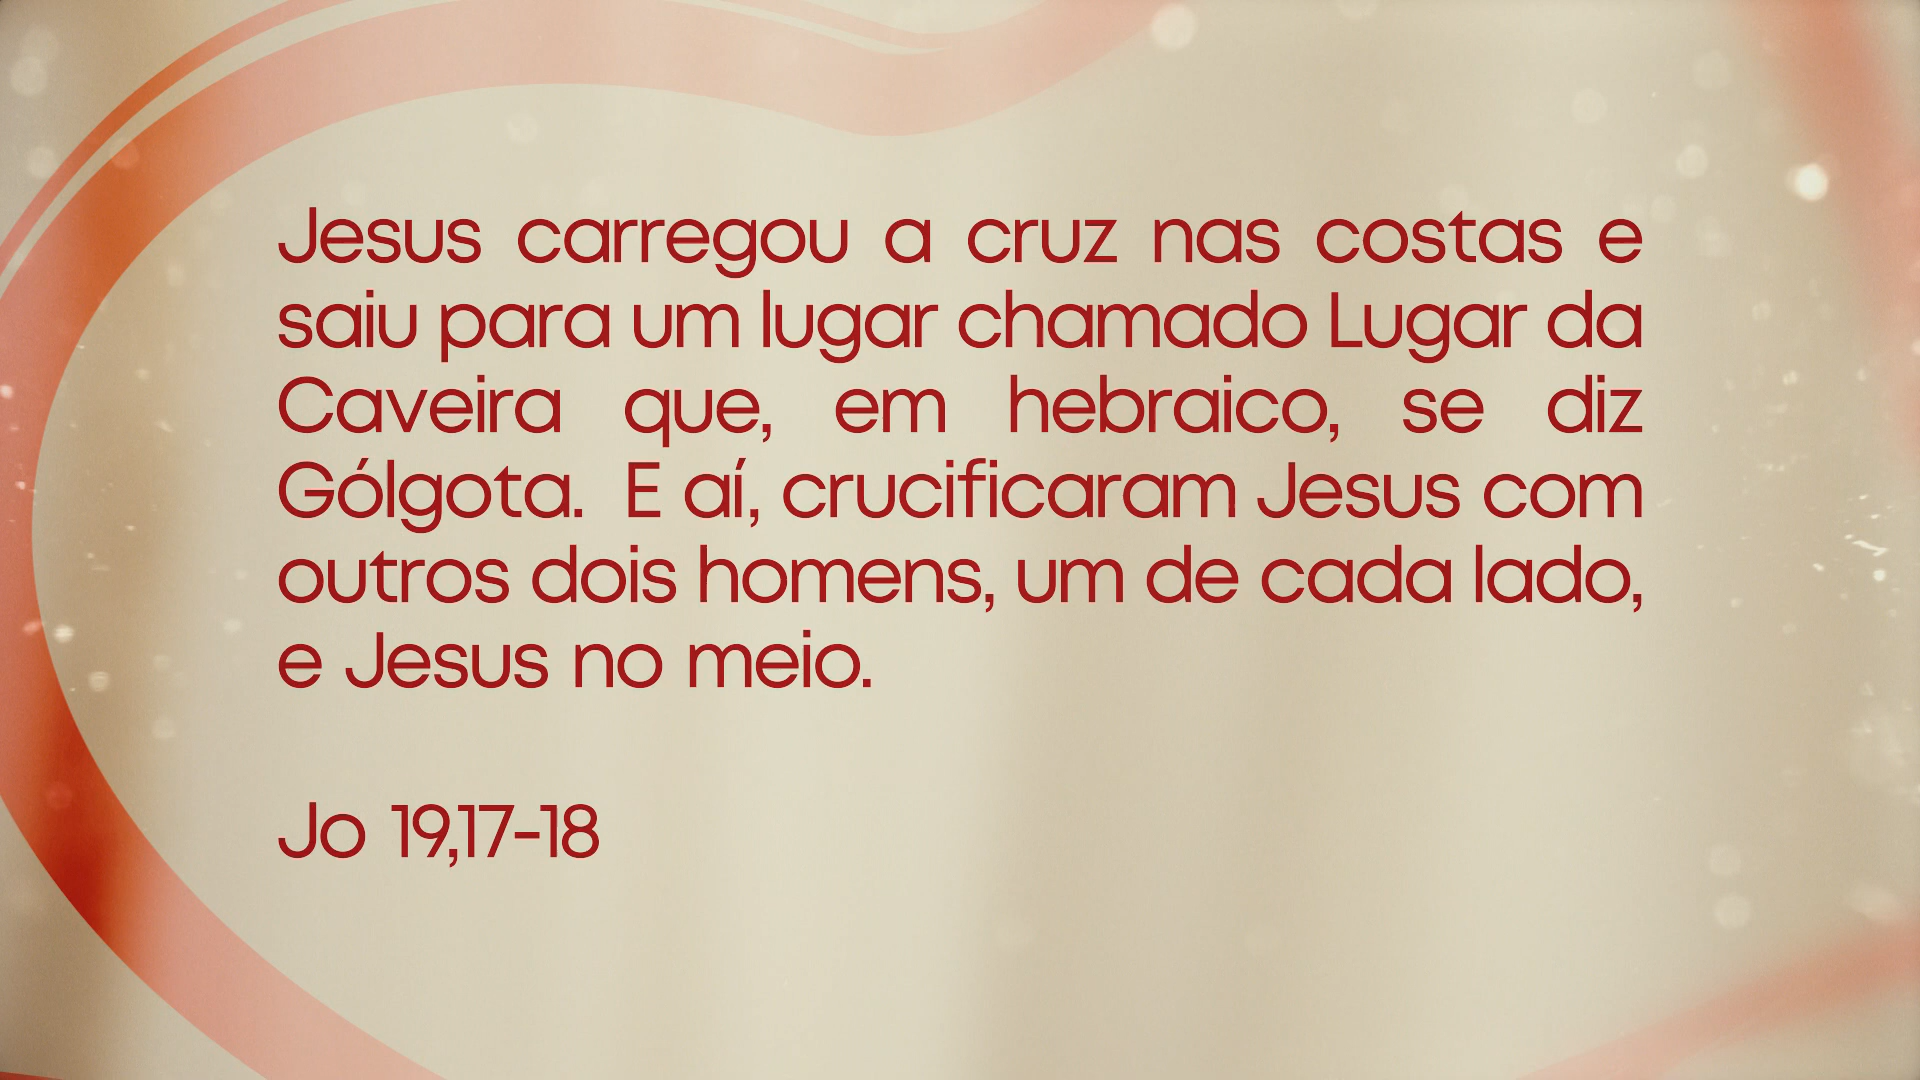 Jesus carregou a cruz nas costas e
saiu para um lugar chamado Lugar da
Caveira que, em hebraico, se diz
Gólgota. E aí, crucificaram Jesus com
outros dois homens, um de cada lado,
e Jesus no meio.
Jo 19,17-18